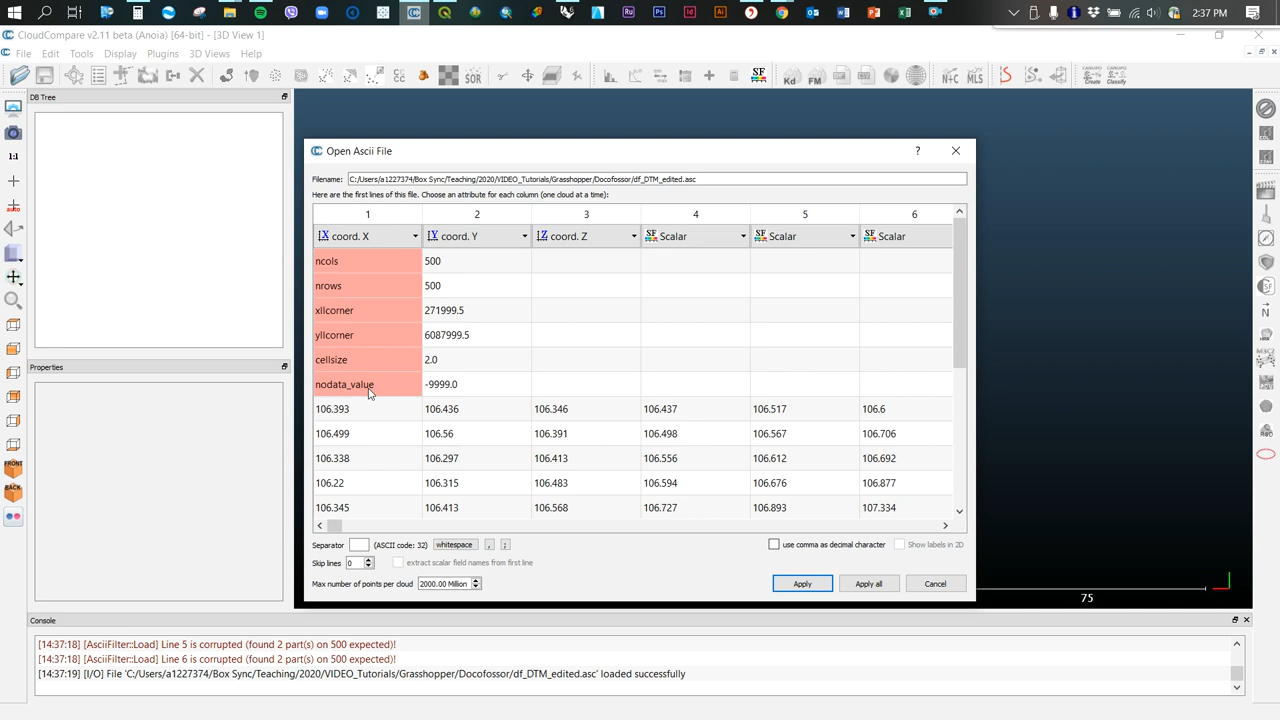 2:37 PM
CloudCompare v2.11 beta (Anoia) [64-bit] - [3D View 1]
File Edit Tools Display Plugins 3D Views Help
DB Tree
Properties
Open Ascii File
Filename: C:/Users/a1227374/Box Sync/Teaching/2020/VIDEO_Tutorials/Grasshopper/Docofossor/df_DTM_edited.asc
Here are the first lines of this file. Choose an attribute for each column (one cloud at a time):
1 2 3 4 5 6
X coord. X Y coord. Y Z coord. Z SF Scalar SF Scalar SF Scalar
ncols 500
nrows 500
xllcorner 271999.5
yllcorner 6087999.5
cellsize 2.0
nodata_value -9999.0
106.393 106.436 106.346 106.437 106.517 106.6
106.499 106.56 106.391 106.498 106.567 106.706
106.338 106.297 106.413 106.556 106.612 106.692
106.22 106.315 106.483 106.594 106.676 106.877
106.345 106.413 106.568 106.727 106.893 107.334
Separator (ASCII code: 32) whitespace , ; use comma as decimal character Show labels in 2D
Skip lines 0 extract scalar field names from first line
Max number of points per cloud 2000.00 Million Apply Apply all Cancel
75
1:1
auto
FRONT
BACK
Console
[14:37:18] [AsciiFilter::Load] Line 5 is corrupted (found 2 part(s) on 500 expected)!
[14:37:18] [AsciiFilter::Load] Line 6 is corrupted (found 2 part(s) on 500 expected)!
[14:37:19] [I/O] File 'C:/Users/a1227374/Box Sync/Teaching/2020/VIDEO_Tutorials/Grasshopper/Docofossor/df_DTM_edited.asc' loaded successfully